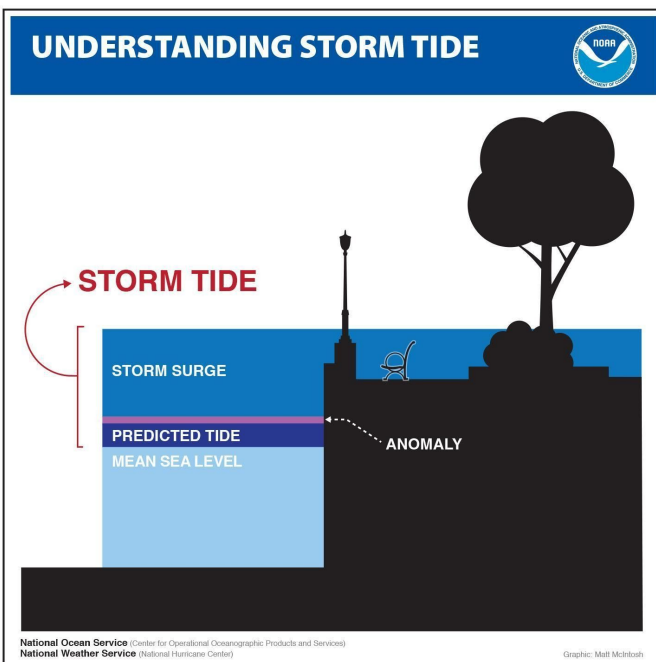 UNDERSTANDING STORM TIDE
NOAA
STORM TIDE
STORM SURGE
PREDICTED TIDE
ANOMALY
MEAN SEA LEVEL
National Ocean Service (Center for Operational Oceanographic Products and Services)
National Weather Service (National Hurricane Center)
Graphic: Matt McIntosh